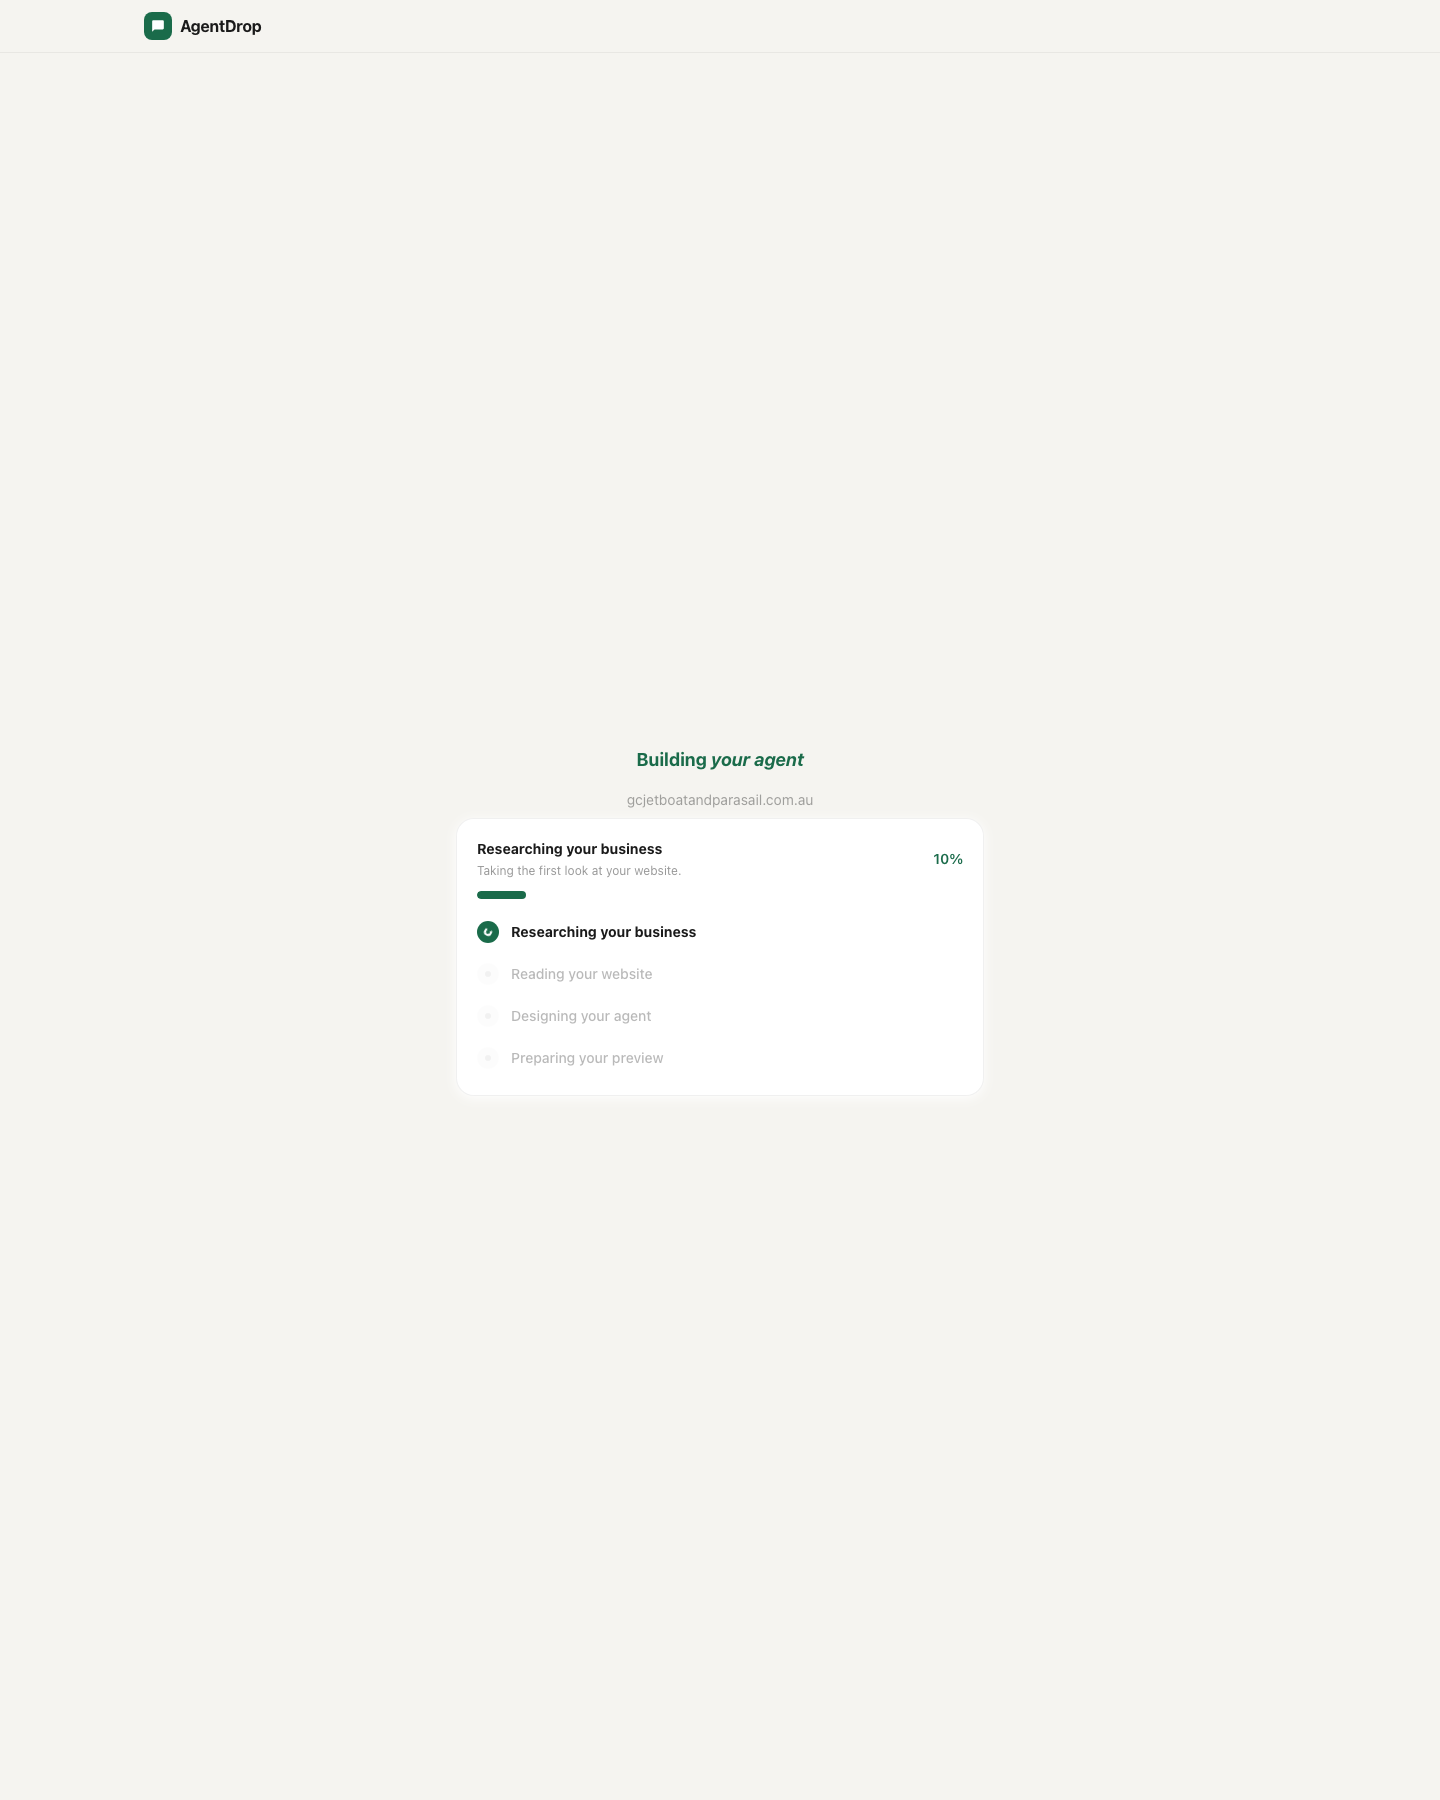 AgentDrop
Building your agent
gcjetboatandparasail.com.au
Researching your business
10%
Taking the first look at your website.
Researching your business
Reading your website
Designing your agent
Preparing your preview